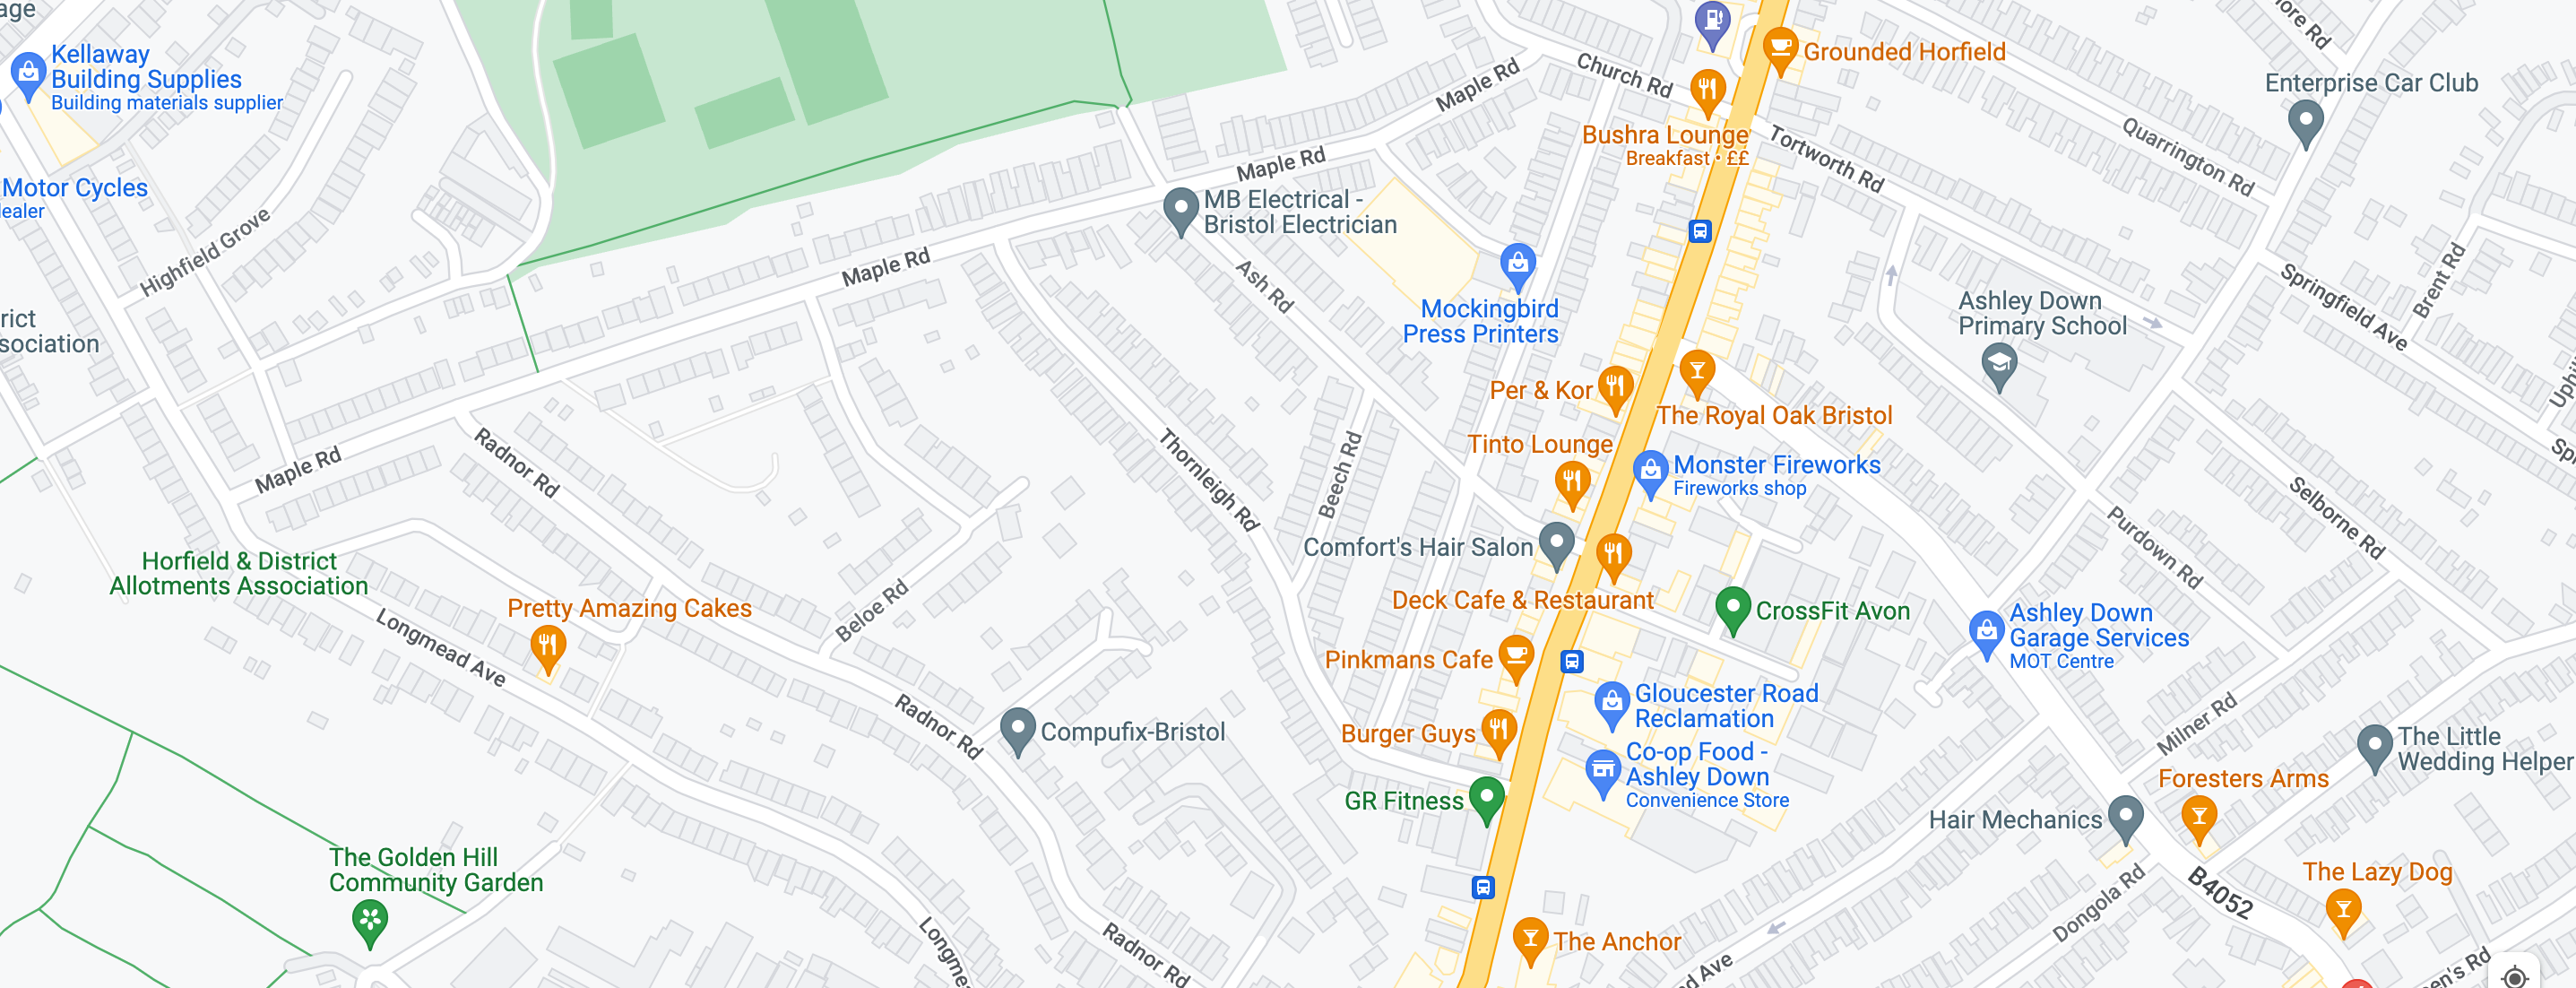 Kellaway
Building Supplies
Building materials supplier
Motor Cycles
Highfield Grove
Maple Rd
Church Rd
Grounded Horfield
Enterprise Car Club
Bushra Lounge
Breakfast · ££
Tortworth Rd
Quarrington Rd
Maple Rd
MB Electrical -
Bristol Electrician
Maple Rd
Ash Rd
Mockingbird
Press Printers
Ashley Down
Primary School
Springfield Ave
Brent Rd
Per & Kor
The Royal Oak Bristol
Tinto Lounge
Monster Fireworks
Fireworks shop
Maple Rd
Radnor Rd
Thornleigh Rd
Beech Rd
Selborne Rd
Purdown Rd
Comfort's Hair Salon
Horfield & District
Allotments Association
Deck Cafe & Restaurant
CrossFit Avon
Pretty Amazing Cakes
Beloe Rd
Longmead Ave
Ashley Down
Garage Services
MOT Centre
Pinkmans Cafe
Gloucester Road
Reclamation
Radnor Rd
Compufix-Bristol
Burger Guys
Co-op Food -
Ashley Down
Convenience Store
Milner Rd
The Little
Wedding Helper
Foresters Arms
GR Fitness
Hair Mechanics
The Golden Hill
Community Garden
The Lazy Dog
B4052
Dongola Rd
The Anchor
Radnor Rd
Longme
Ave